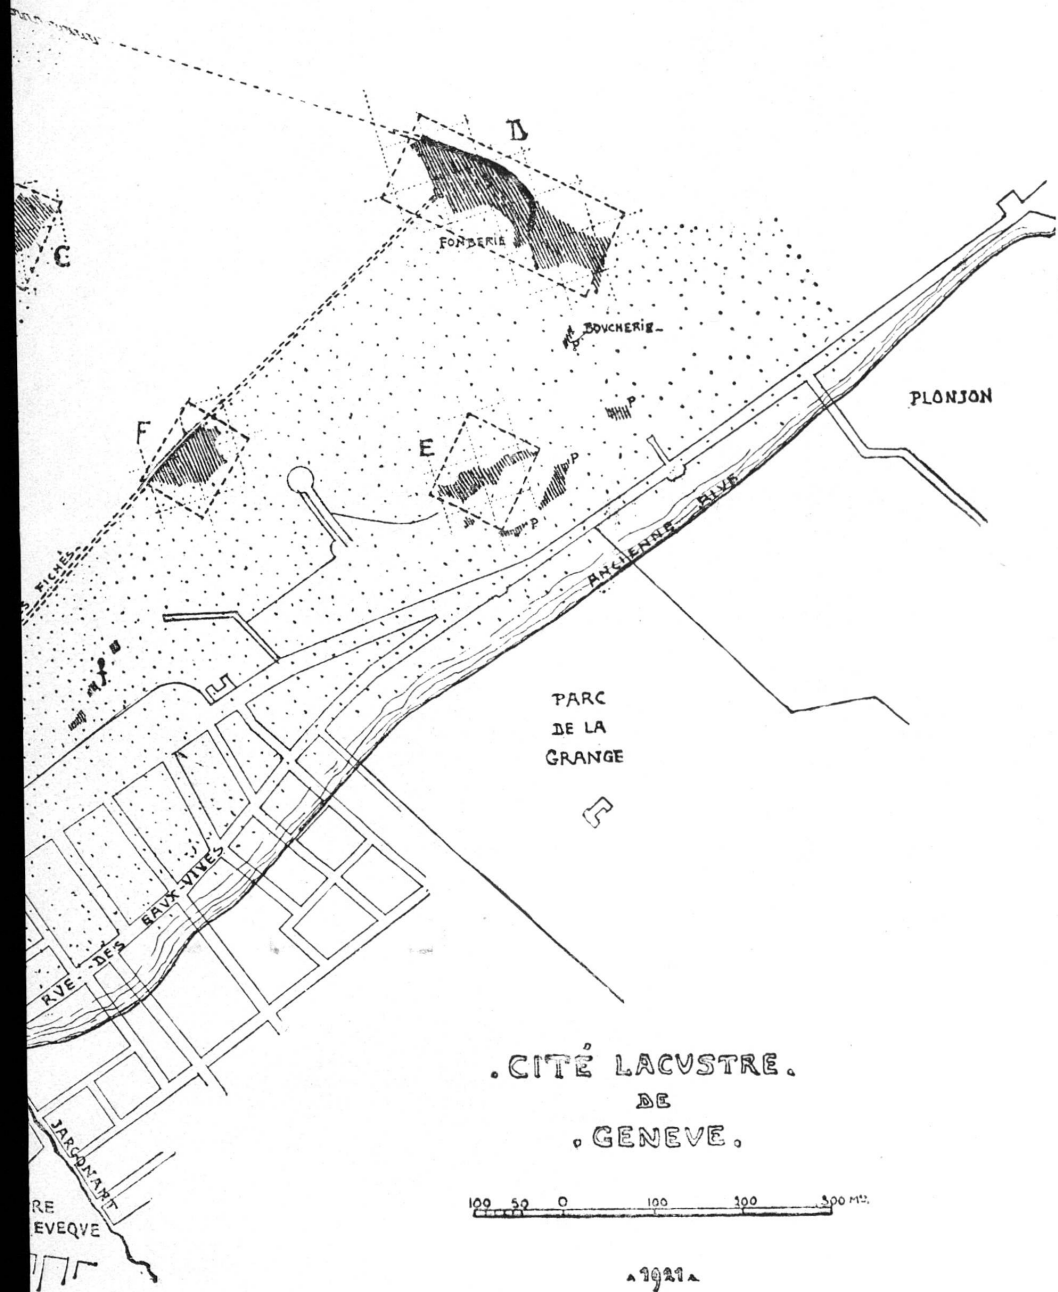 D
C
FONDERIE
BOUCHERIE
P
P
PLONJON
F
E
P
P
ANCIENNE RIVE
S FICHÉS
f
PARC
DE LA
GRANGE
RVE DES EAUX-VIVES
.CITÉ LACVSTRE.
DE
.GENEVE.
JARGONANT
RE
EVEQVE
100 50 0 100 200 300 M
1921